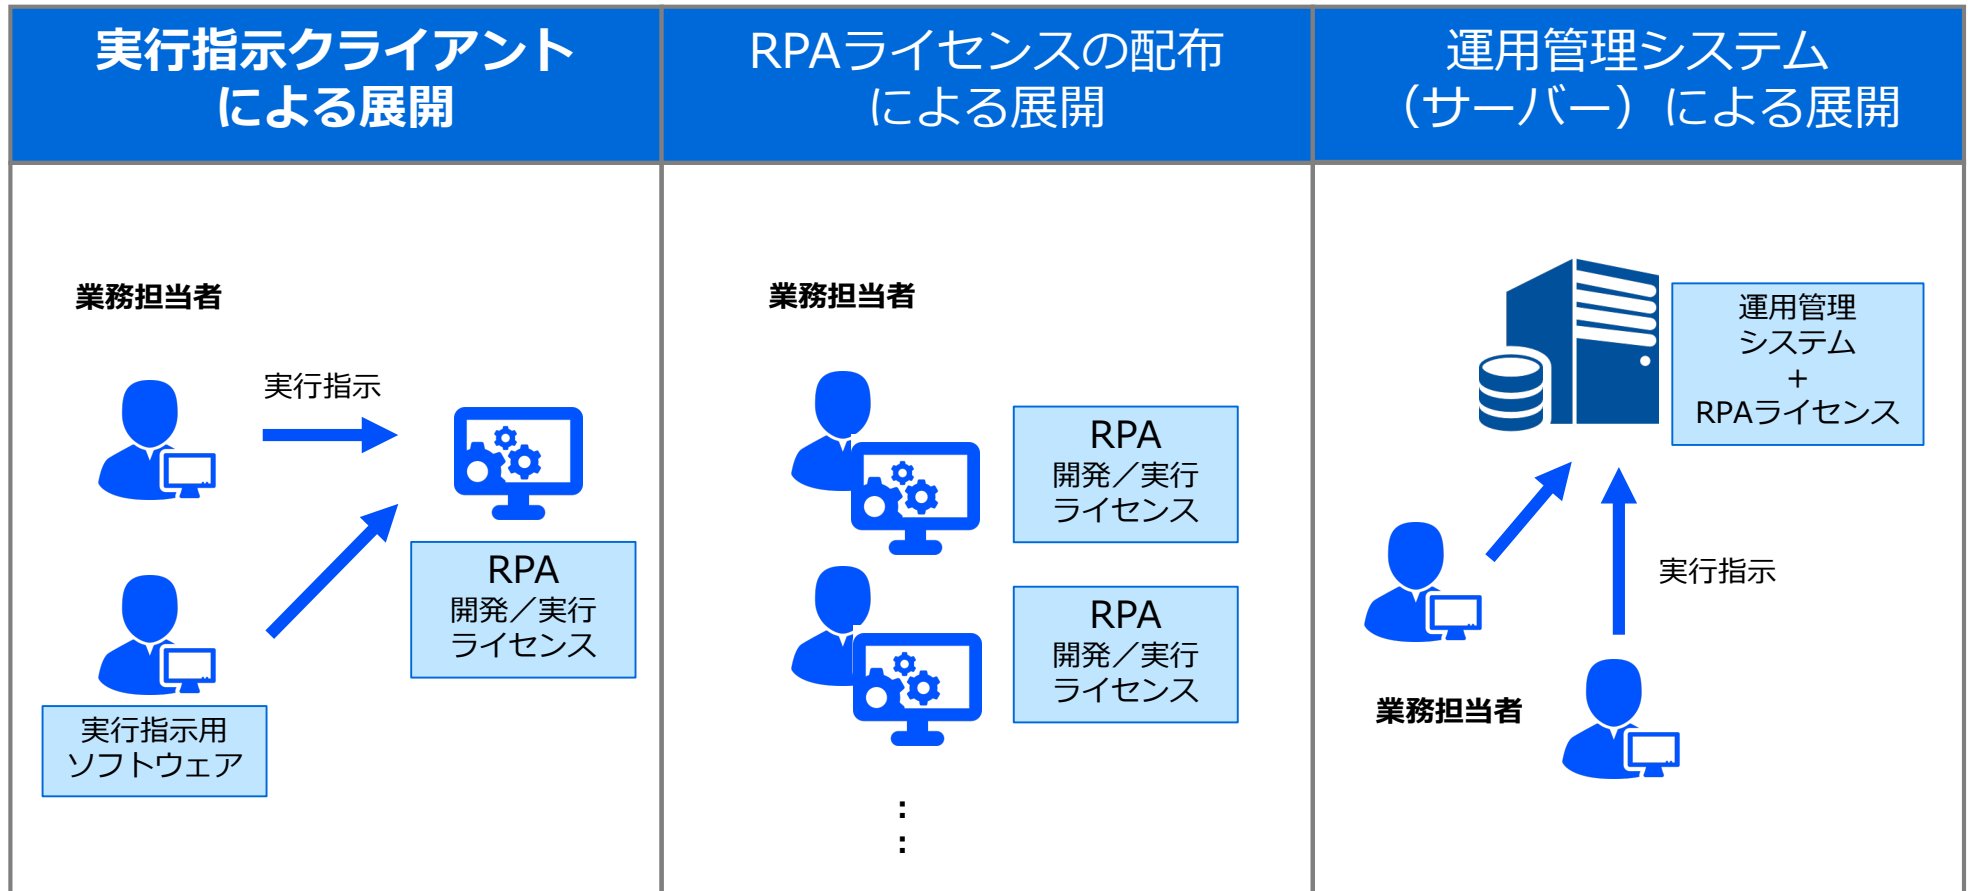 実行指示クライアント
による展開
RPAライセンスの配布
による展開
運用管理システム
（サーバー）による展開
業務担当者
実行指示
RPA
開発／実行
ライセンス
実行指示用
ソフトウェア
業務担当者
RPA
開発／実行
ライセンス
RPA
開発／実行
ライセンス
：
：
運用管理
システム
+
RPAライセンス
実行指示
業務担当者